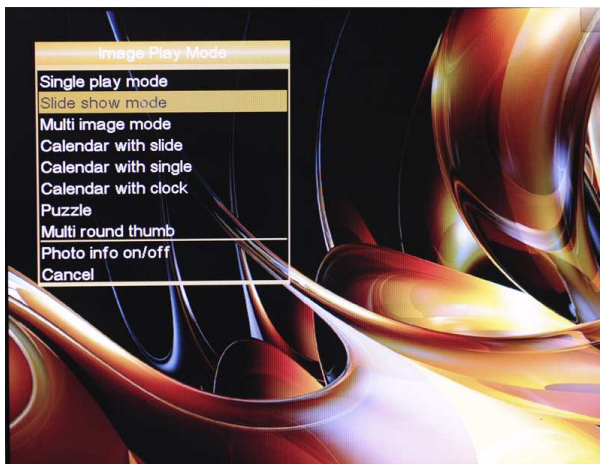 Image Play Mode
Single play mode
Slide show mode
Multi image mode
Calendar with slide
Calendar with single
Calendar with clock
Puzzle
Multi round thumb
Photo info on/off
Cancel